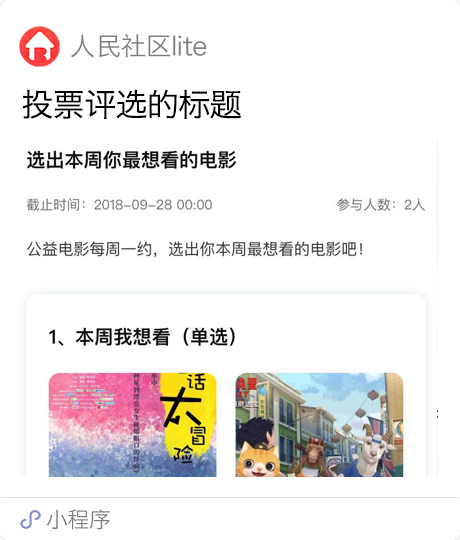 人民社区lite
投票评选的标题
选出本周你最想看的电影
截止时间：2018-09-28 00:00
参与人数：2人
公益电影每周一约，选出你本周最想看的电影吧！
1、本周我想看（单选）
话
太
冒
险
小程序